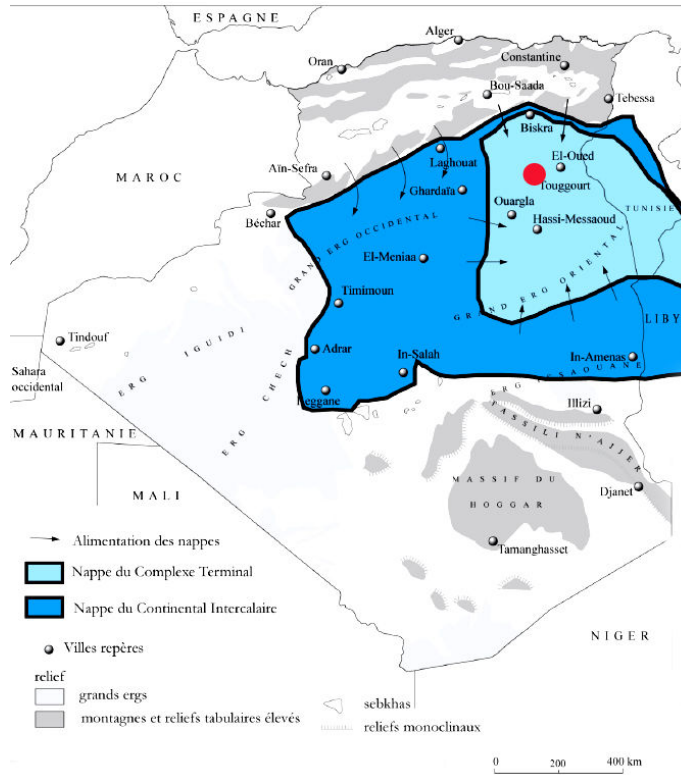 ESPAGNE
Alger
Constantine
Oran
Bou-Saada
Tebessa
Biskra
Laghouat
El-Oued
Aïn-Sefra
MAROC
Ghardaïa
Touggourt
Ouargla
TUNISIE
Béchar
Hassi-Messaoud
GRAND ERG OCCIDENTAL
El-Meniaa
GRAND ERG ORIENTAL
Timimoun
LIBY
Tindouf
ERG IGUIDI
Adrar
In-Salah
In-Amenas
Sahara
occidental
ERG CHECH
Reggane
Illizi
MAURITANIE
TASSILI N'AJJER
MALI
MASSIF DU
HOGGAR
Djanet
Alimentation des nappes
Tamanghasset
Nappe du Complexe Terminal
Nappe du Continental Intercalaire
NIGER
Villes repères
relief
grands ergs
sebkhas
montagnes et reliefs tabulaires élevés
reliefs monoclinaux
0 200 400 km